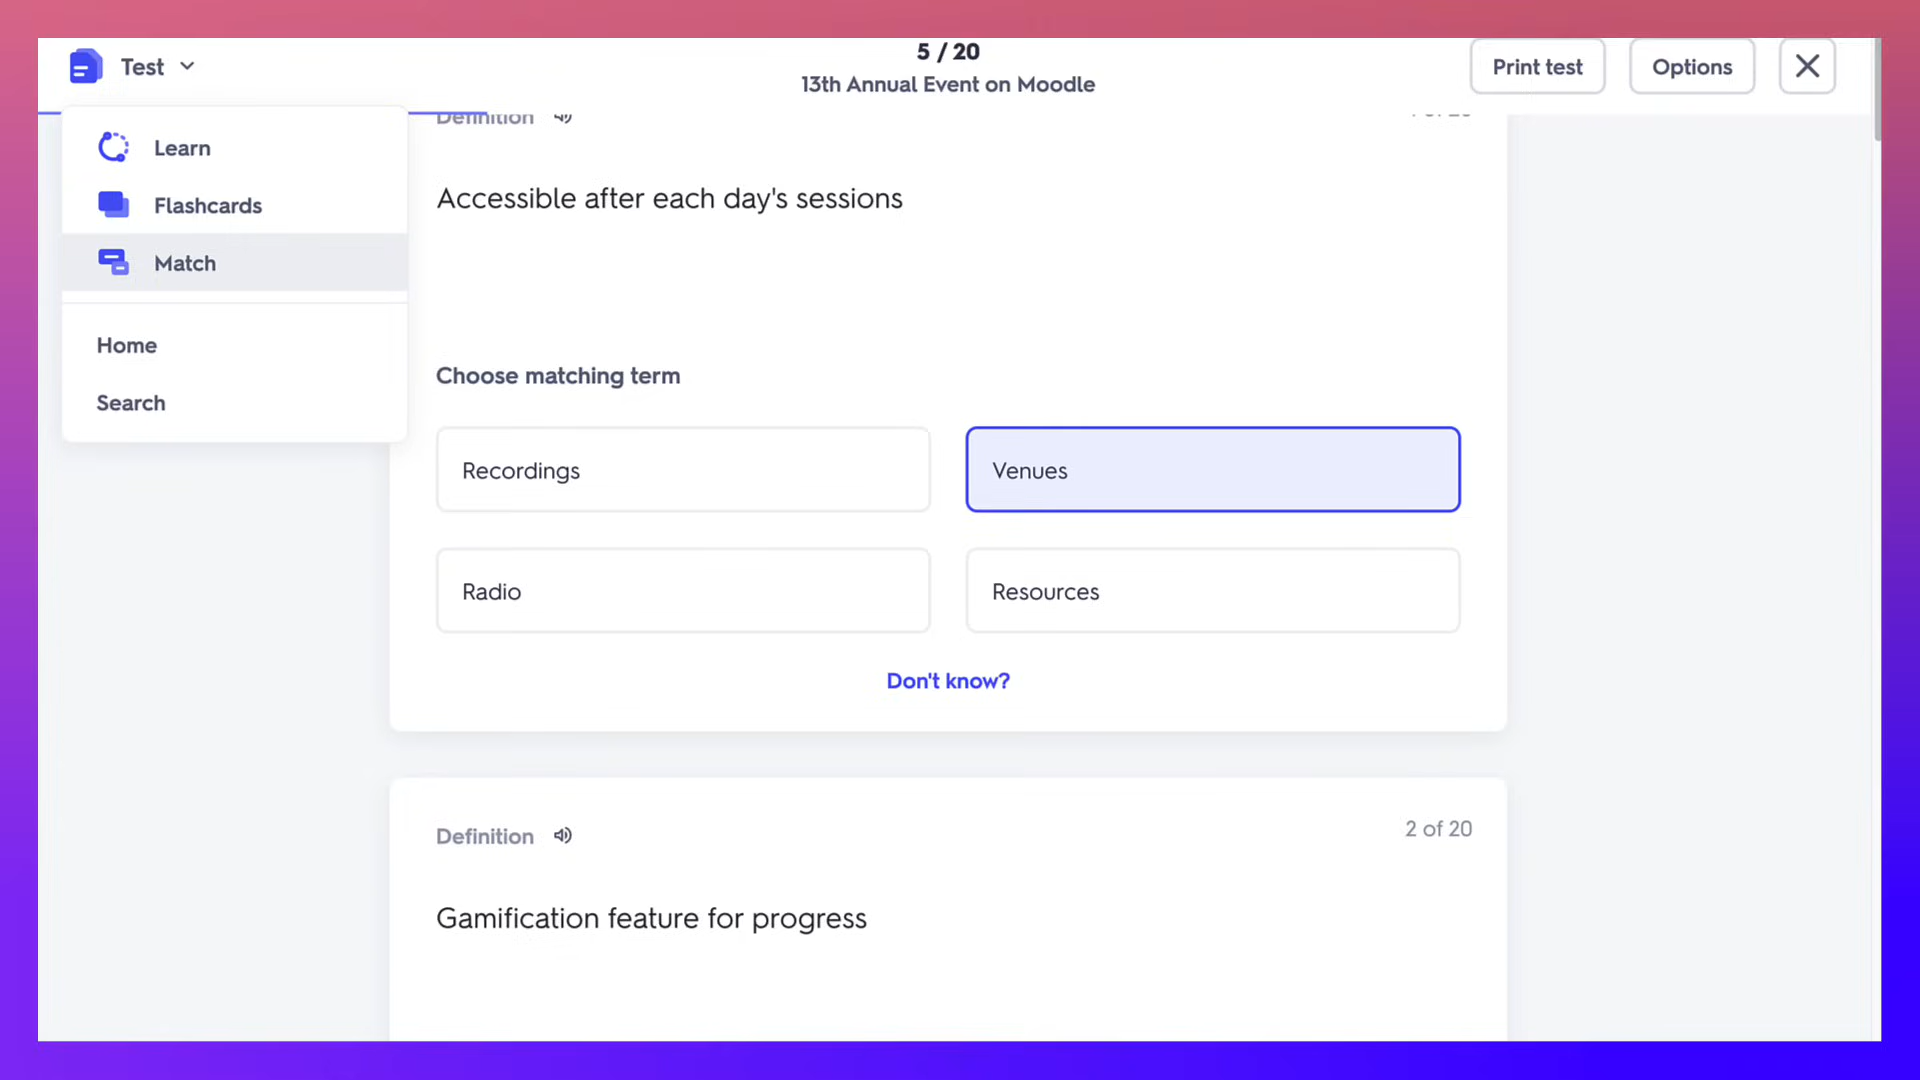 Test
5 / 20
13th Annual Event on Moodle
Print test
Options
Learn
Flashcards
Match
Home
Search
Definition
Accessible after each day's sessions
Choose matching term
Recordings
Venues
Radio
Resources
Don't know?
Definition
2 of 20
Gamification feature for progress